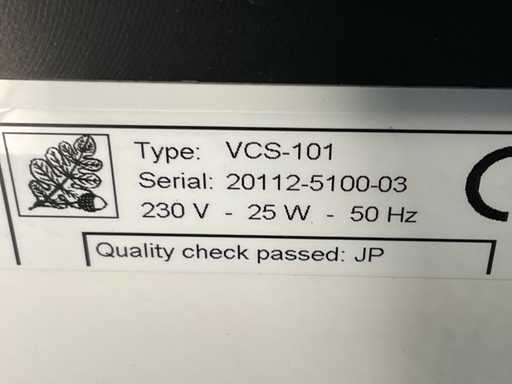 Type: VCS-101
Serial: 20112-5100-03
230 V - 25 W - 50 Hz
Quality check passed: JP